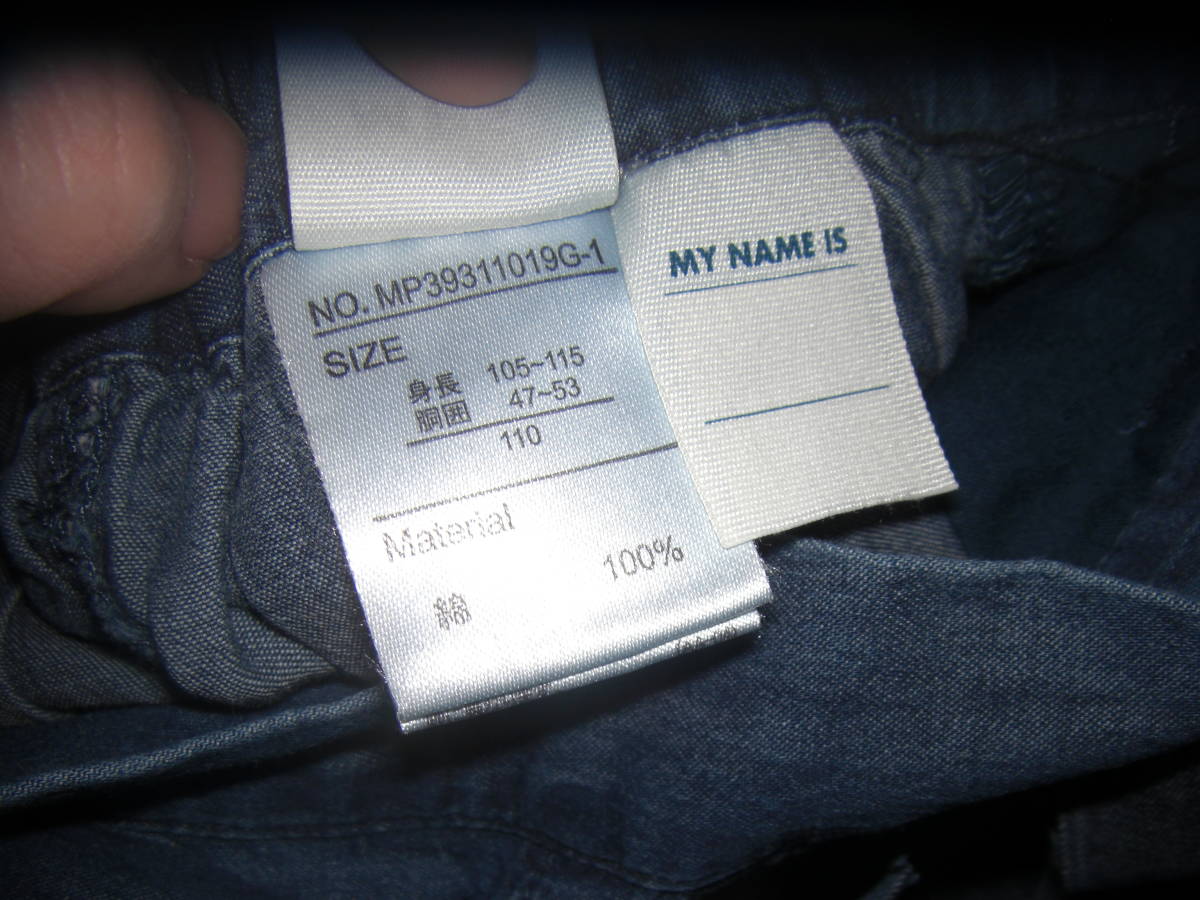 NO. MP39311019G-1
SIZE
身長 105~115
胴囲 47~53
110
Material
綿 100%
MY NAME IS